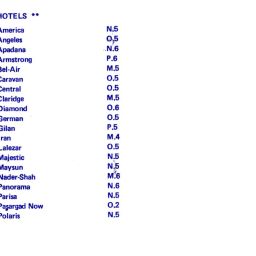 HOTELS **
America N.5
Angeles O.5
Apadana N.6
Armstrong P.6
Bel-Air M.5
Caravan O.5
Central O.5
Claridge M.5
Diamond O.6
German O.5
Gilan P.5
Iran M.4
Lalezar O.5
Majestic N.5
Maysun N.5
Nader-Shah M.6
Panorama N.6
Parisa N.5
Pasargad Now O.2
Polaris N.5